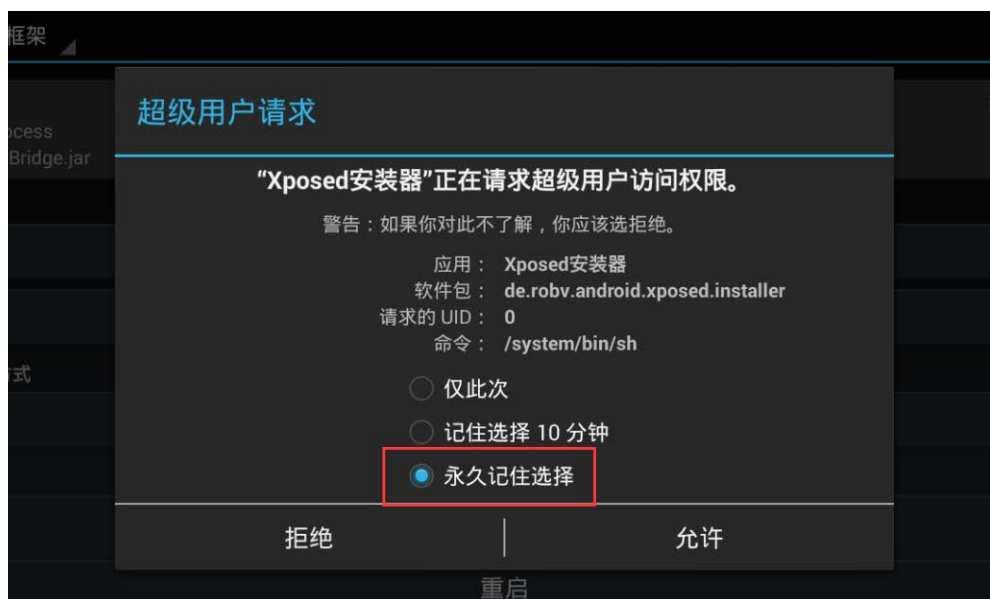 框架
超级用户请求
ocess
Bridge.jar
“Xposed安装器”正在请求超级用户访问权限。
警告：如果你对此不了解，你应该选拒绝。
应用： Xposed安装器
软件包： de.robv.android.xposed.installer
请求的 UID： 0
命令： /system/bin/sh
式
仅此次
记住选择 10 分钟
永久记住选择
拒绝 允许
重启